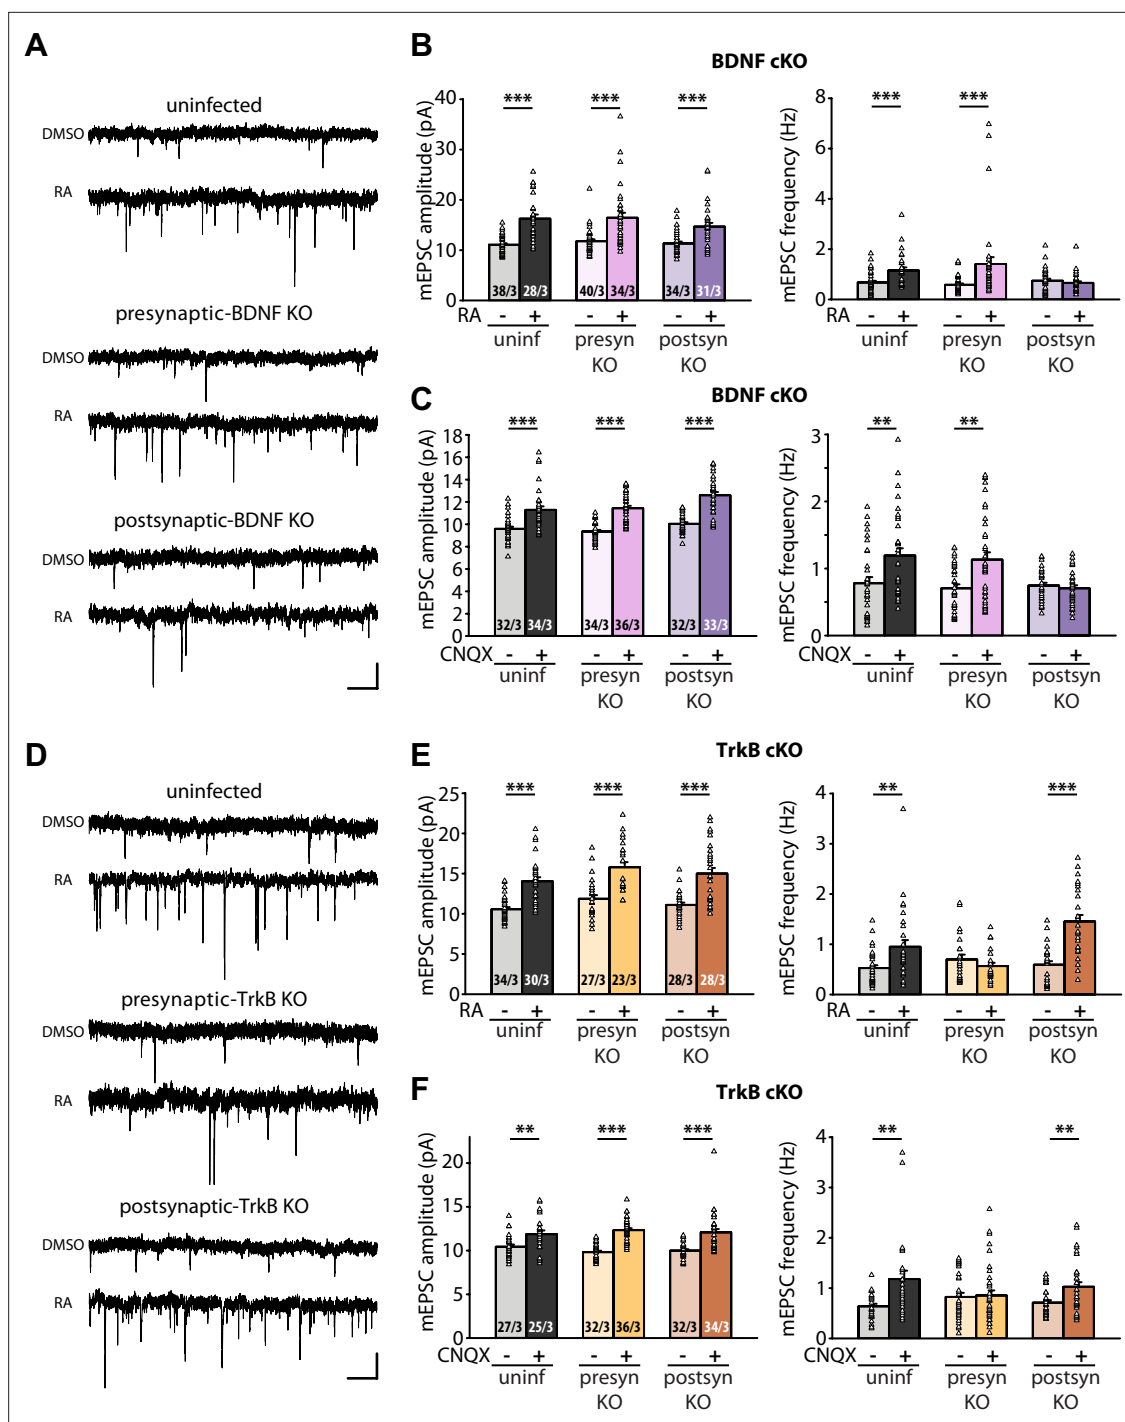 A
uninfected
DMSO
RA
presynaptic-BDNF KO
DMSO
RA
postsynaptic-BDNF KO
DMSO
RA
B
BDNF cKO
*** *** ***
mEPSC amplitude (pA)
40
30
20
10
0
38/3 28/3 40/3 34/3 34/3 31/3
RA - + - + - +
uninf presyn KO postsyn KO
*** ***
mEPSC frequency (Hz)
8
6
4
2
0
- + - + - +
uninf presyn KO postsyn KO
C
BDNF cKO
*** *** ***
mEPSC amplitude (pA)
18
16
14
12
10
8
6
4
2
0
32/3 34/3 34/3 36/3 32/3 33/3
CNQX - + - + - +
uninf presyn KO postsyn KO
** **
mEPSC frequency (Hz)
3
2
1
0
- + - + - +
uninf presyn KO postsyn KO
D
uninfected
DMSO
RA
presynaptic-TrkB KO
DMSO
RA
postsynaptic-TrkB KO
DMSO
RA
E
TrkB cKO
*** *** ***
mEPSC amplitude (pA)
25
20
15
10
5
0
34/3 30/3 27/3 23/3 28/3 28/3
RA - + - + - +
uninf presyn KO postsyn KO
** ***
mEPSC frequency (Hz)
4
3
2
1
0
- + - + - +
uninf presyn KO postsyn KO
F
TrkB cKO
** *** ***
mEPSC amplitude (pA)
20
15
10
5
0
27/3 25/3 32/3 36/3 32/3 34/3
CNQX - + - + - +
uninf presyn KO postsyn KO
** **
mEPSC frequency (Hz)
4
3
2
1
0
- + - + - +
uninf presyn KO postsyn KO